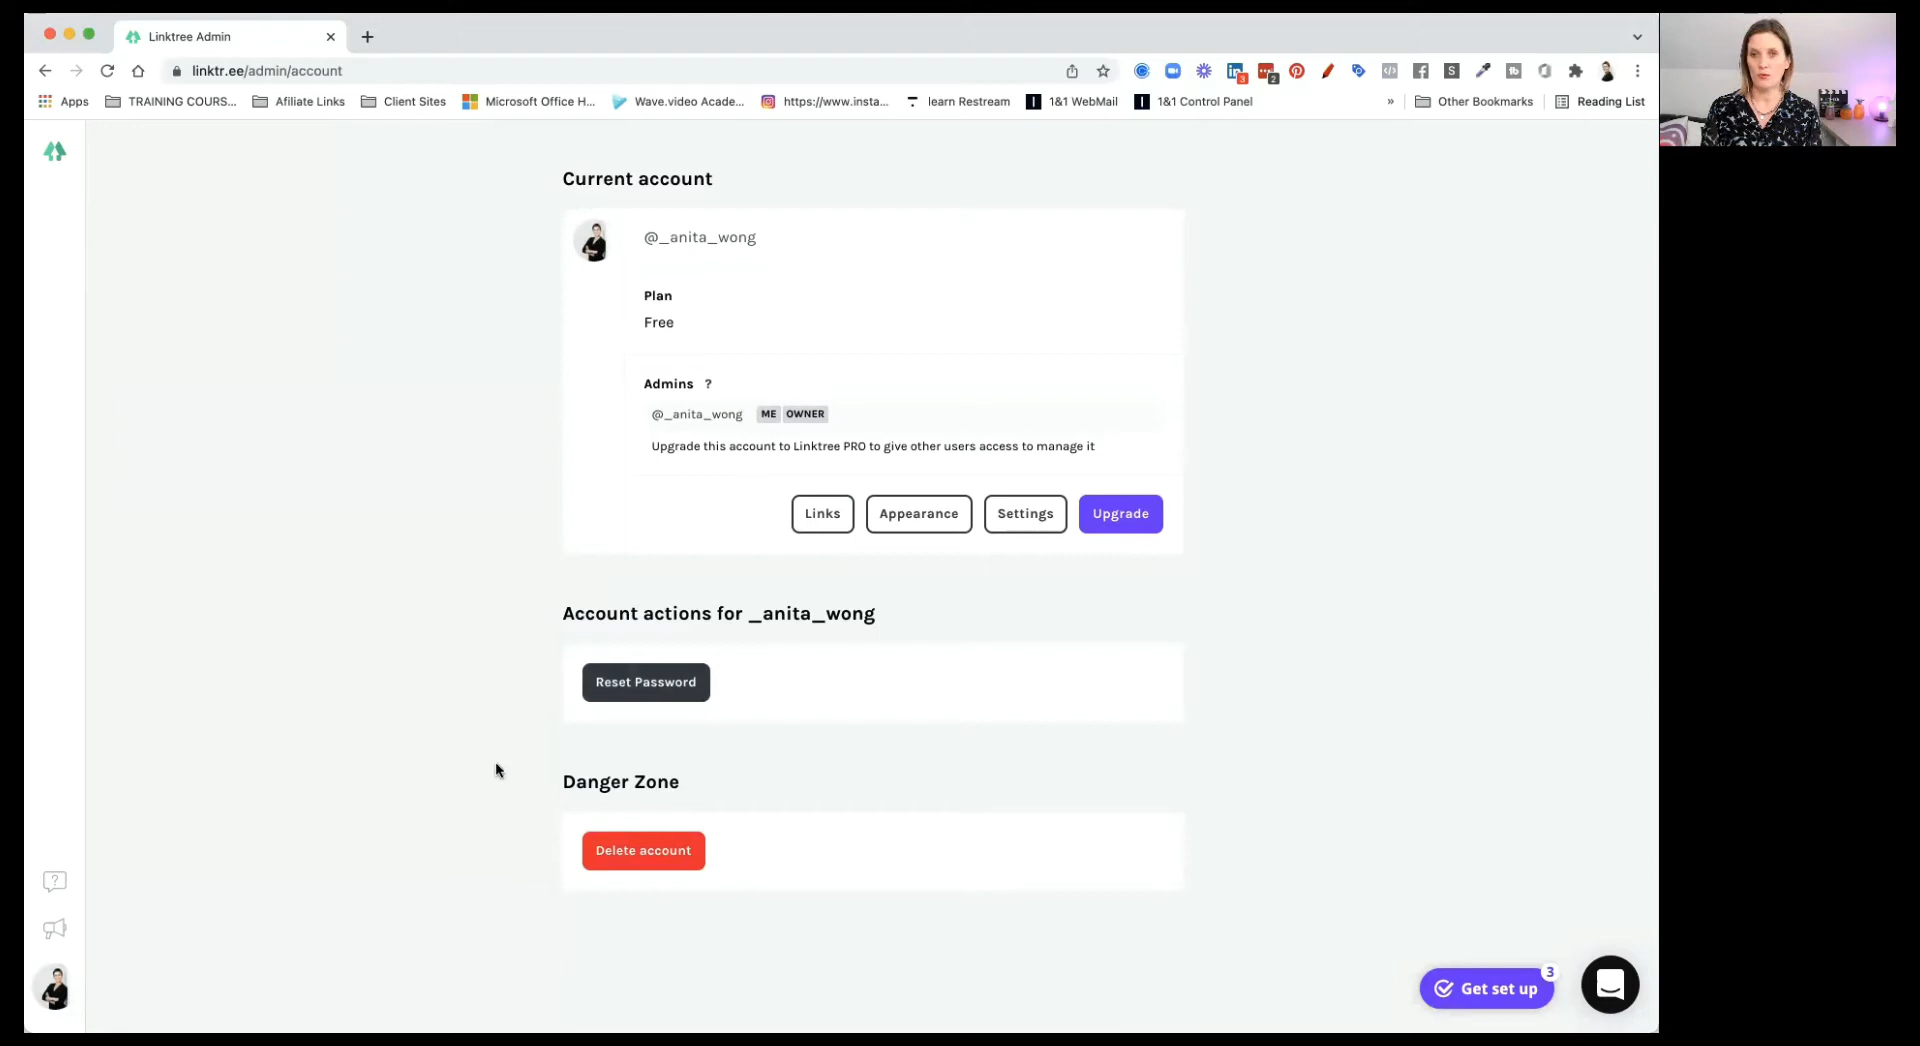 Linktree Admin
linktr.ee/admin/account
3
2
S
Apps
TRAINING COURS...
Afiliate Links
Client Sites
Microsoft Office H...
Wave.video Acade...
https://www.insta...
learn Restream
1&1 WebMail
1&1 Control Panel
»
Other Bookmarks
Reading List
Current account
@_anita_wong
Plan
Free
Admins ?
@_anita_wong ME OWNER
Upgrade this account to Linktree PRO to give other users access to manage it
Links
Appearance
Settings
Upgrade
Account actions for _anita_wong
Reset Password
Danger Zone
Delete account
?
Get set up
3